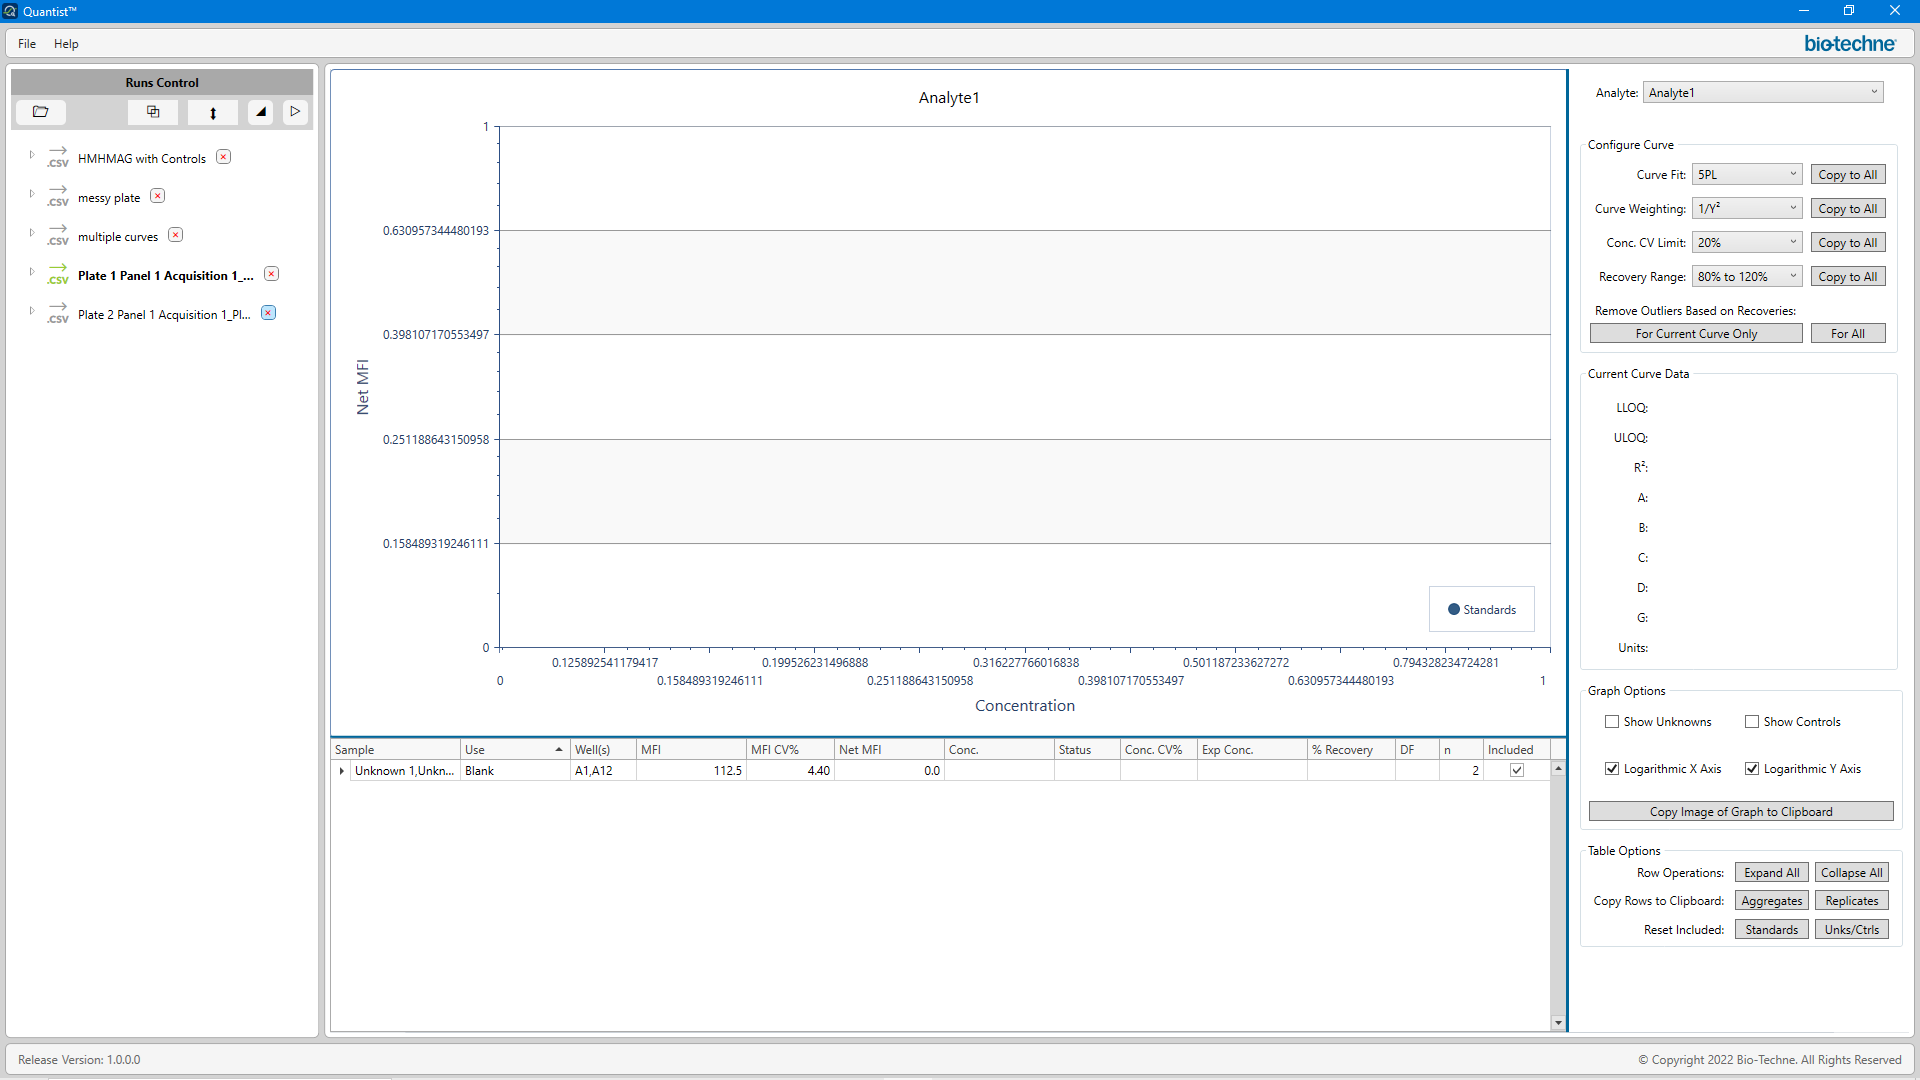 Quantist™
File Help
bio-techne
Runs Control
HMHMAG with Controls
messy plate
multiple curves
Plate 1 Panel 1 Acquisition 1_...
Plate 2 Panel 1 Acquisition 1_Pl...
.CSV
.CSV
.CSV
.CSV
.CSV
Analyte1
Net MFI
1
0.630957344480193
0.398107170553497
0.251188643150958
0.158489319246111
0
Standards
0.125892541179417 0.199526231496888 0.316227766016838 0.501187233627272 0.794328234724281
0 0.158489319246111 0.251188643150958 0.398107170553497 0.630957344480193 1
Concentration
Sample Use Well(s) MFI MFI CV% Net MFI Conc. Status Conc. CV% Exp Conc. % Recovery DF n Included
Unknown 1,Unkn... Blank A1,A12 112.5 4.40 0.0 2
Analyte: Analyte1
Configure Curve
Curve Fit: 5PL Copy to All
Curve Weighting: 1/Y² Copy to All
Conc. CV Limit: 20% Copy to All
Recovery Range: 80% to 120% Copy to All
Remove Outliers Based on Recoveries:
For Current Curve Only For All
Current Curve Data
LLOQ:
ULOQ:
R²:
A:
B:
C:
D:
G:
Units:
Graph Options
Show Unknowns Show Controls
Logarithmic X Axis Logarithmic Y Axis
Copy Image of Graph to Clipboard
Table Options
Row Operations: Expand All Collapse All
Copy Rows to Clipboard: Aggregates Replicates
Reset Included: Standards Unks/Ctrls
Release Version: 1.0.0.0
© Copyright 2022 Bio-Techne. All Rights Reserved